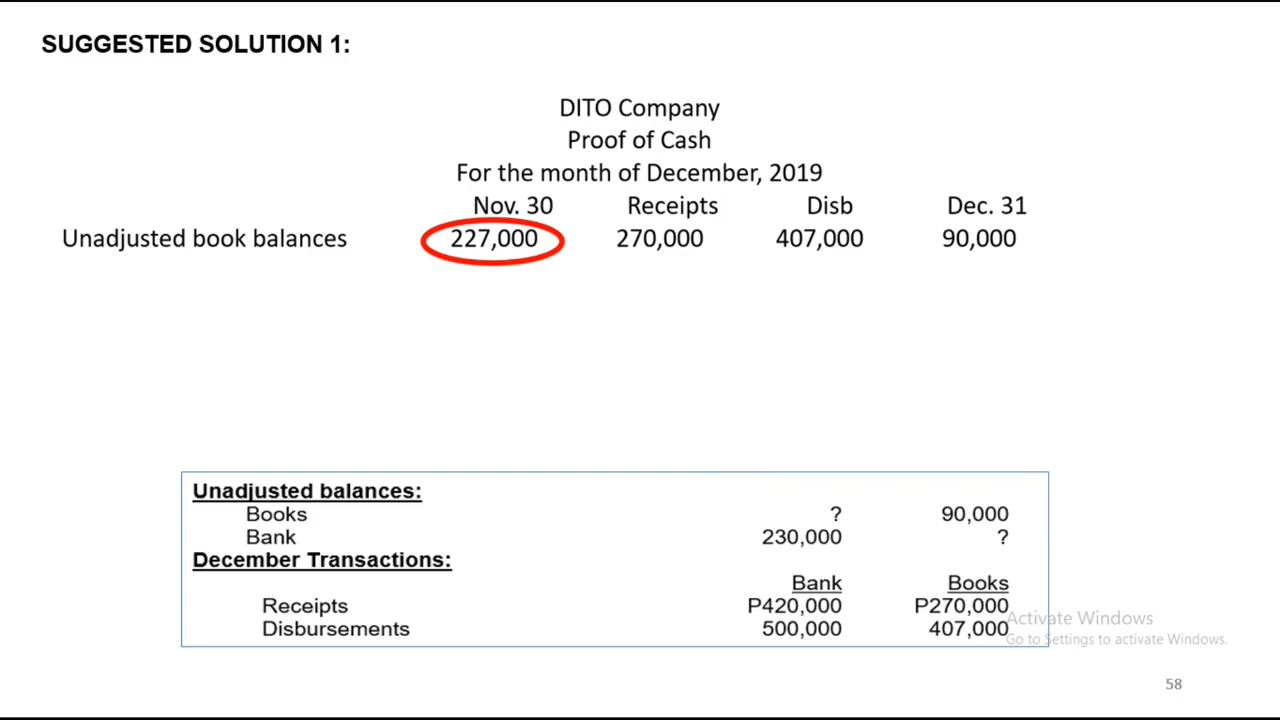 SUGGESTED SOLUTION 1:
DITO Company
Proof of Cash
For the month of December, 2019
Nov. 30 Receipts Disb Dec. 31
Unadjusted book balances 227,000 270,000 407,000 90,000
Unadjusted balances:
Books ? 90,000
Bank 230,000 ?
December Transactions:
Bank Books
Receipts P420,000 P270,000
Disbursements 500,000 407,000
Activate Windows
Go to Settings to activate Windows.
58